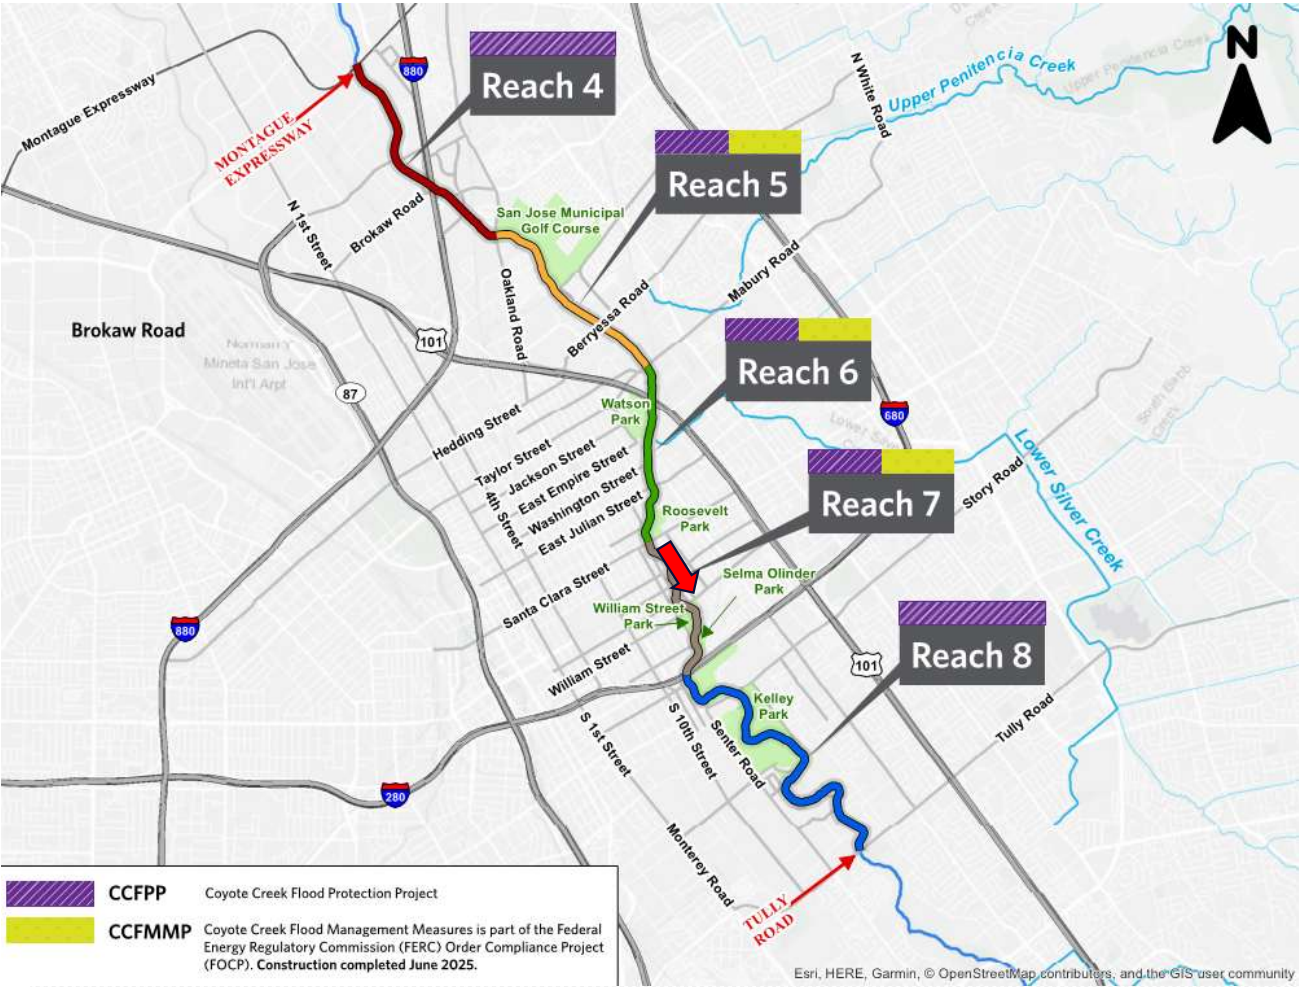 880
Reach 4
N
Upper Penitencia Creek
Upper Penitencia Creek
N White Road
Montague Expressway
MONTAGUE
EXPRESSWAY
Reach 5
N 1st Street
Brokaw Road
San Jose Municipal
Golf Course
Oakland Road
Mabury Road
Berryessa Road
Brokaw Road
Mineta San Jose
Int'l Arpt
101
87
Reach 6
680
Watson
Park
Hedding Street
Lower Silver Creek
Taylor Street
Jackson Street
East Empire Street
Washington Street
East Julian Street
4th Street
Reach 7
Story Road
Roosevelt
Park
Santa Clara Street
Selma Olinder
Park
William Street
Park
William Street
880
101
Reach 8
Kelley
Park
Tully Road
S 1st Street
S 10th Street
Senter Road
280
Monterey Road
TULLY
ROAD
CCFPP Coyote Creek Flood Protection Project
CCFMMP Coyote Creek Flood Management Measures is part of the Federal
Energy Regulatory Commission (FERC) Order Compliance Project
(FOCP). Construction completed June 2025.
Esri, HERE, Garmin, © OpenStreetMap contributors, and the GIS user community